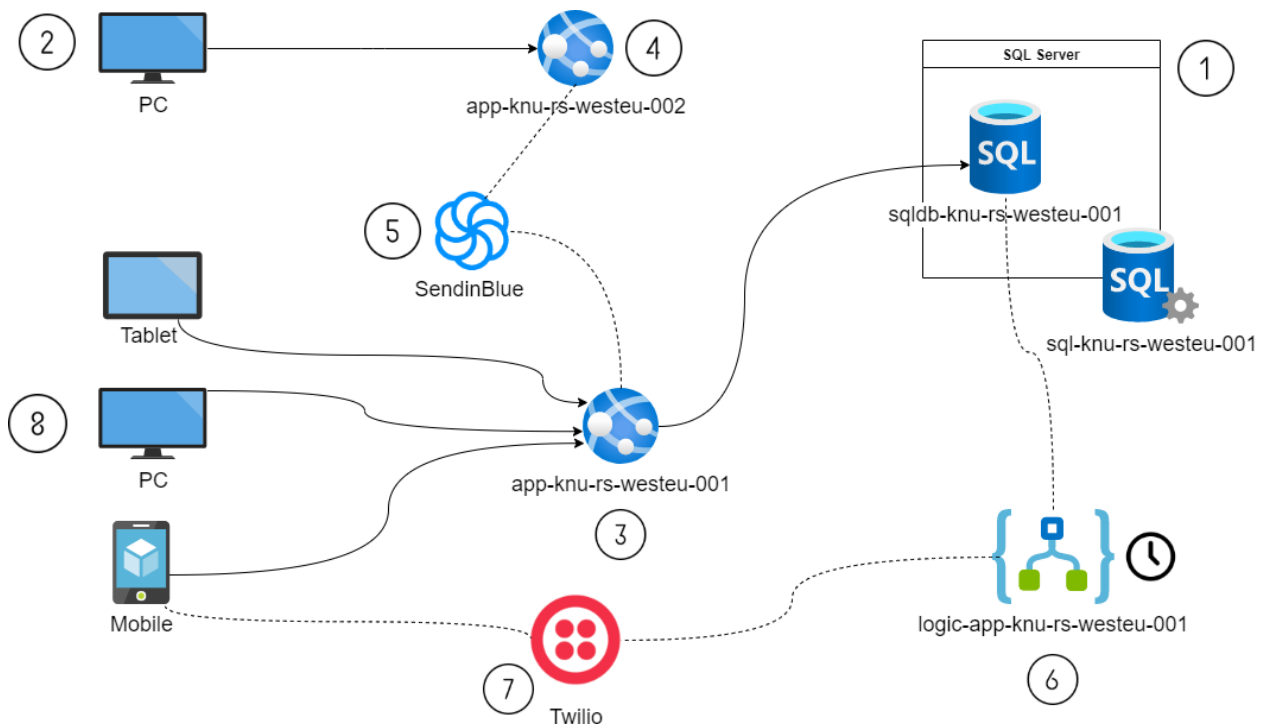 2
PC
4
app-knu-rs-westeu-002
SQL Server
1
SQL
sqldb-knu-rs-westeu-001
SQL
sql-knu-rs-westeu-001
5
SendinBlue
Tablet
8
PC
app-knu-rs-westeu-001
3
Mobile
logic-app-knu-rs-westeu-001
6
7
Twilio